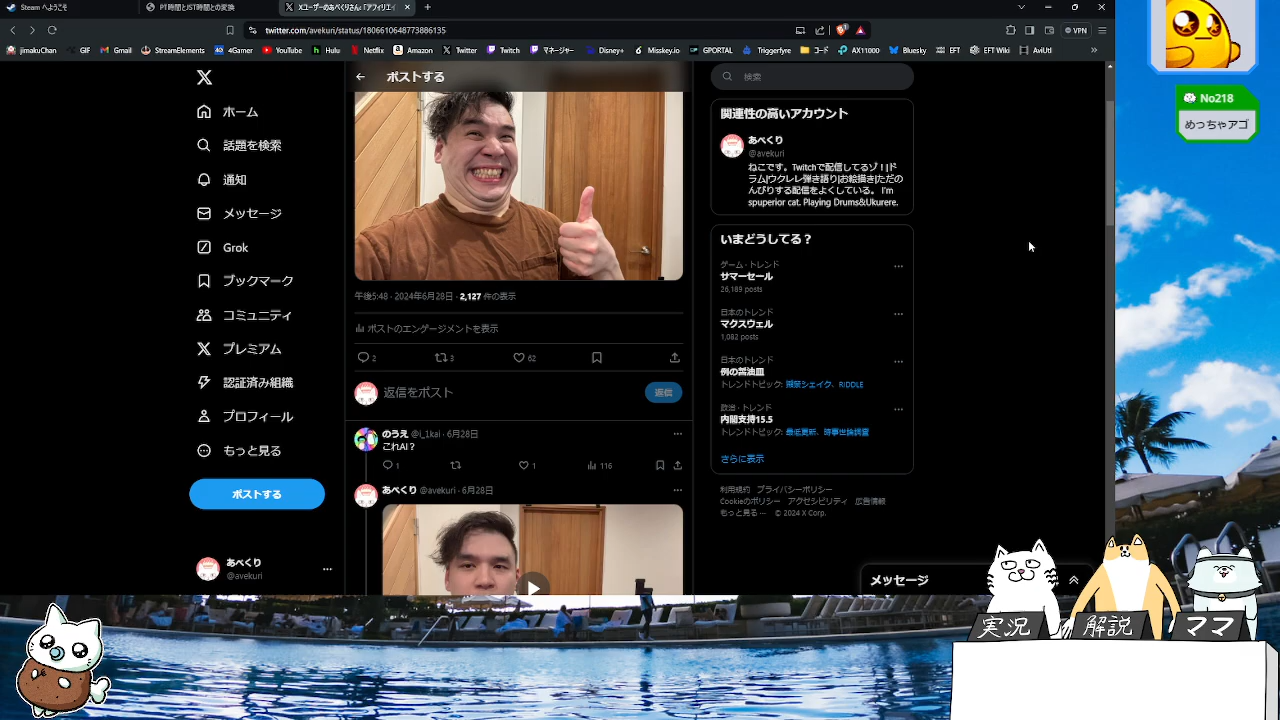 Steam へようこそ
PT時間とJST時間との変換
Xユーザーのあべくりさん: 「アフィリエイ
twitter.com/avekuri/status/1806610648773886135
VPN
jimakuChan
GIF
Gmail
StreamElements
4Gamer
YouTube
Hulu
Netflix
Amazon
Twitter
Twitch
マネージャー
Disney+
Misskey.io
GPORTAL
Triggerfyre
コード
AX1000
Bluesky
EFT
EFT Wiki
AviUtl
ポストする
検索
ホーム
話題を検索
通知
メッセージ
Grok
ブックマーク
コミュニティ
プレミアム
認証済み組織
プロフィール
もっと見る
ポストする
あべくり
@avekuri
午後5:48 · 2024年6月28日 · 2,127 件の表示
ポストのエンゲージメントを表示
2
3
62
返信をポスト
返信
のうえ @i_1kai · 6月28日
これAI？
1
1
116
あべくり @avekuri · 6月28日
関連性の高いアカウント
あべくり
@avekuri
ねこです。Twitchで配信してるゾ！|ド
ラム|ウクレレ弾き語り|お絵描き|ただの
んびりする配信をよくしている。 I'm
spuperior cat. Playing Drums&Ukurere.
いまどうしてる？
ゲーム · トレンド
サマーセール
26,189 posts
日本のトレンド
マクスウェル
1,082 posts
日本のトレンド
例の醤油皿
トレンドトピック: 無限シェイク、RIDDLE
政治 · トレンド
内閣支持15.5
トレンドトピック: 最低更新、時事世論調査
さらに表示
利用規約 プライバシーポリシー
Cookieのポリシー アクセシビリティ 広告情報
もっと見る … © 2024 X Corp.
メッセージ
No218
めっちゃアゴ
実況
解説
ママ